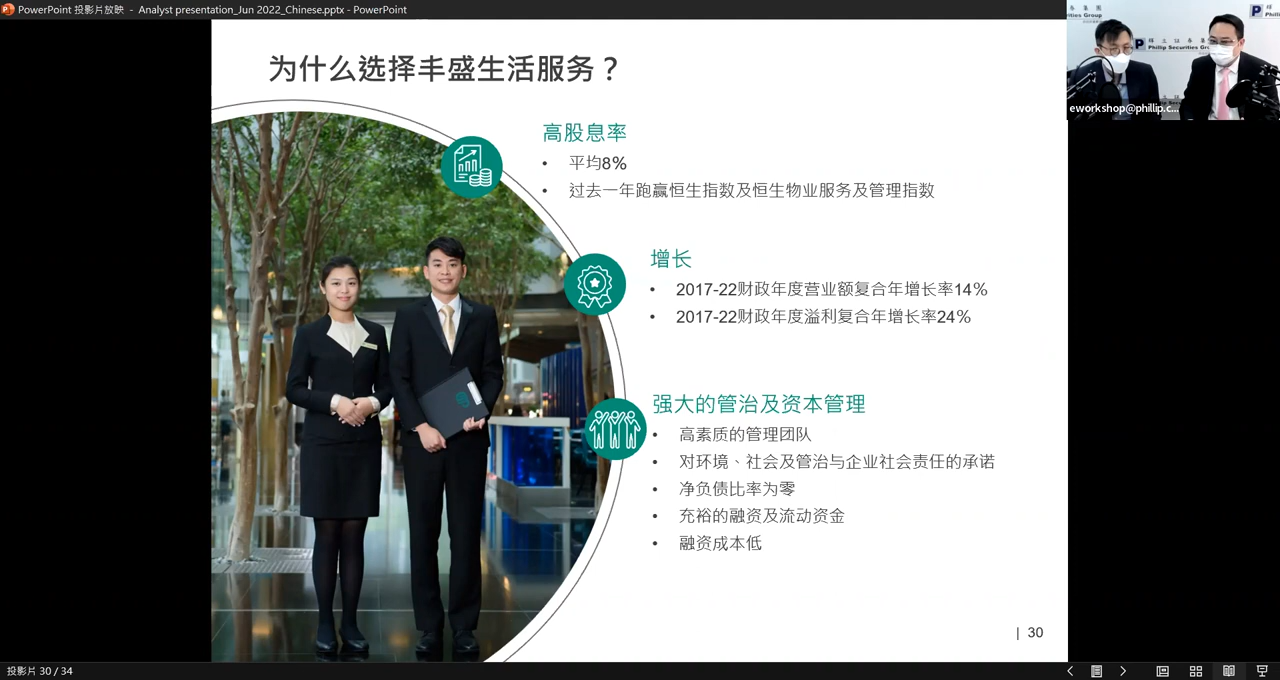 PowerPoint 投影片放映 - Analyst presentation_Jun 2022_Chinese.pptx - PowerPoint
为什么选择丰盛生活服务？
高股息率
• 平均8%
• 过去一年跑赢恒生指数及恒生物业服务及管理指数
增长
• 2017-22财政年度营业额复合年增长率14%
• 2017-22财政年度溢利复合年增长率24%
强大的管治及资本管理
• 高素质的管理团队
• 对环境、社会及管治与企业社会责任的承诺
• 净负债比率为零
• 充裕的融资及流动资金
• 融资成本低
| 30
Phillip Securities Gro
eworkshop@phillip.c...
投影片 30 / 34